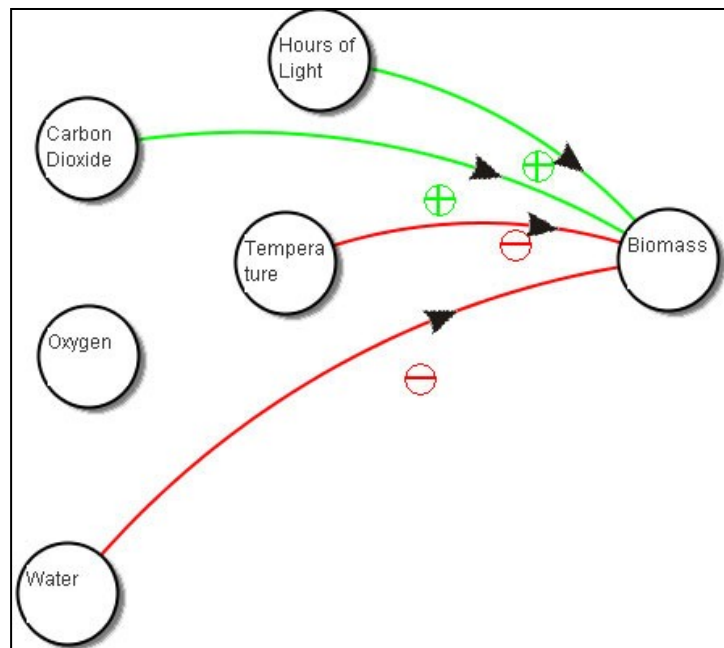 Hours of
Light
Carbon
Dioxide
Tempera
ture
Biomass
Oxygen
Water